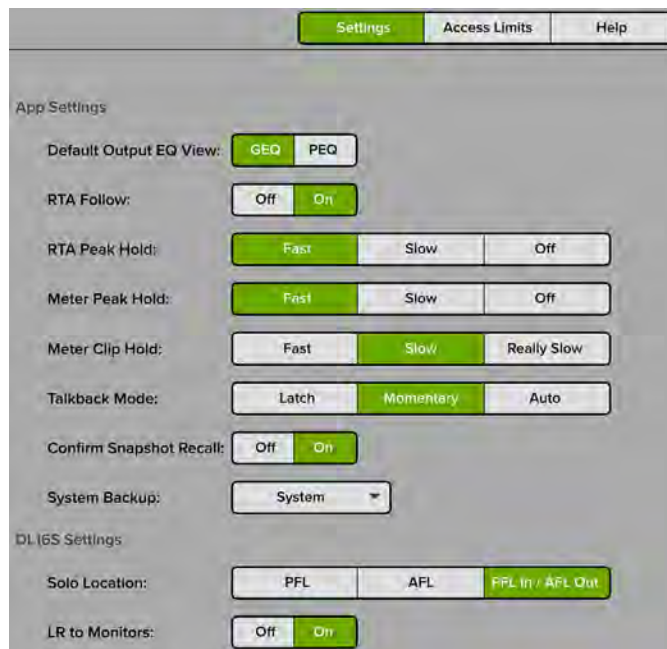 Settings Access Limits Help
App Settings
Default Output EQ View: GEQ PEQ
RTA Follow: Off On
RTA Peak Hold: Fast Slow Off
Meter Peak Hold: Fast Slow Off
Meter Clip Hold: Fast Slow Really Slow
Talkback Mode: Latch Momentary Auto
Confirm Snapshot Recall: Off On
System Backup: System
DL16S Settings
Solo Location: PFL AFL PFL In / AFL Out
LR to Monitors: Off On